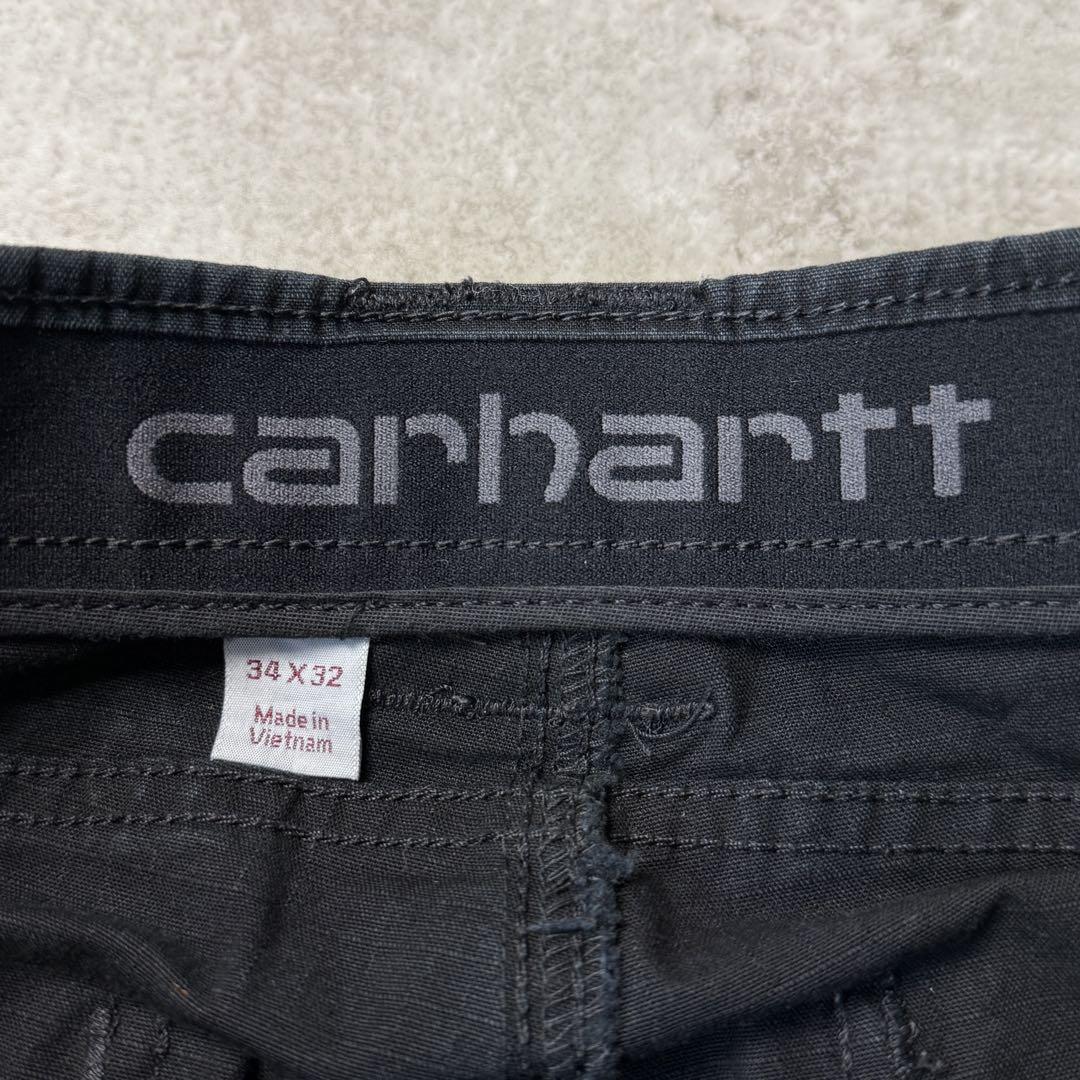 carhartt
34 X 32
Made in
Vietnam